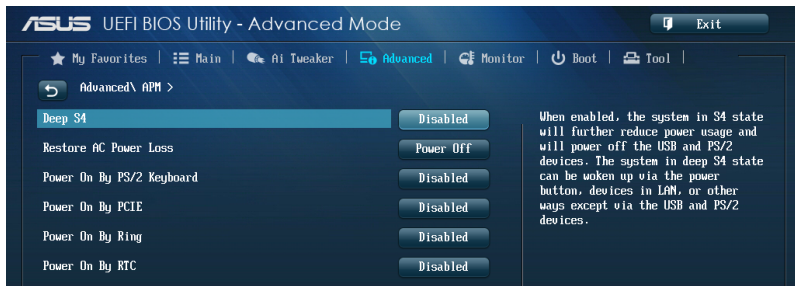 ASUS UEFI BIOS Utility - Advanced Mode
Exit
My Favorites | Main | Ai Tweaker | Advanced | Monitor | Boot | Tool |
Advanced\ APM >
Deep S4 Disabled
Restore AC Power Loss Power Off
Power On By PS/2 Keyboard Disabled
Power On By PCIE Disabled
Power On By Ring Disabled
Power On By RTC Disabled
When enabled, the system in S4 state
will further reduce power usage and
will power off the USB and PS/2
devices. The system in deep S4 state
can be woken up via the power
button, devices in LAN, or other
ways except via the USB and PS/2
devices.